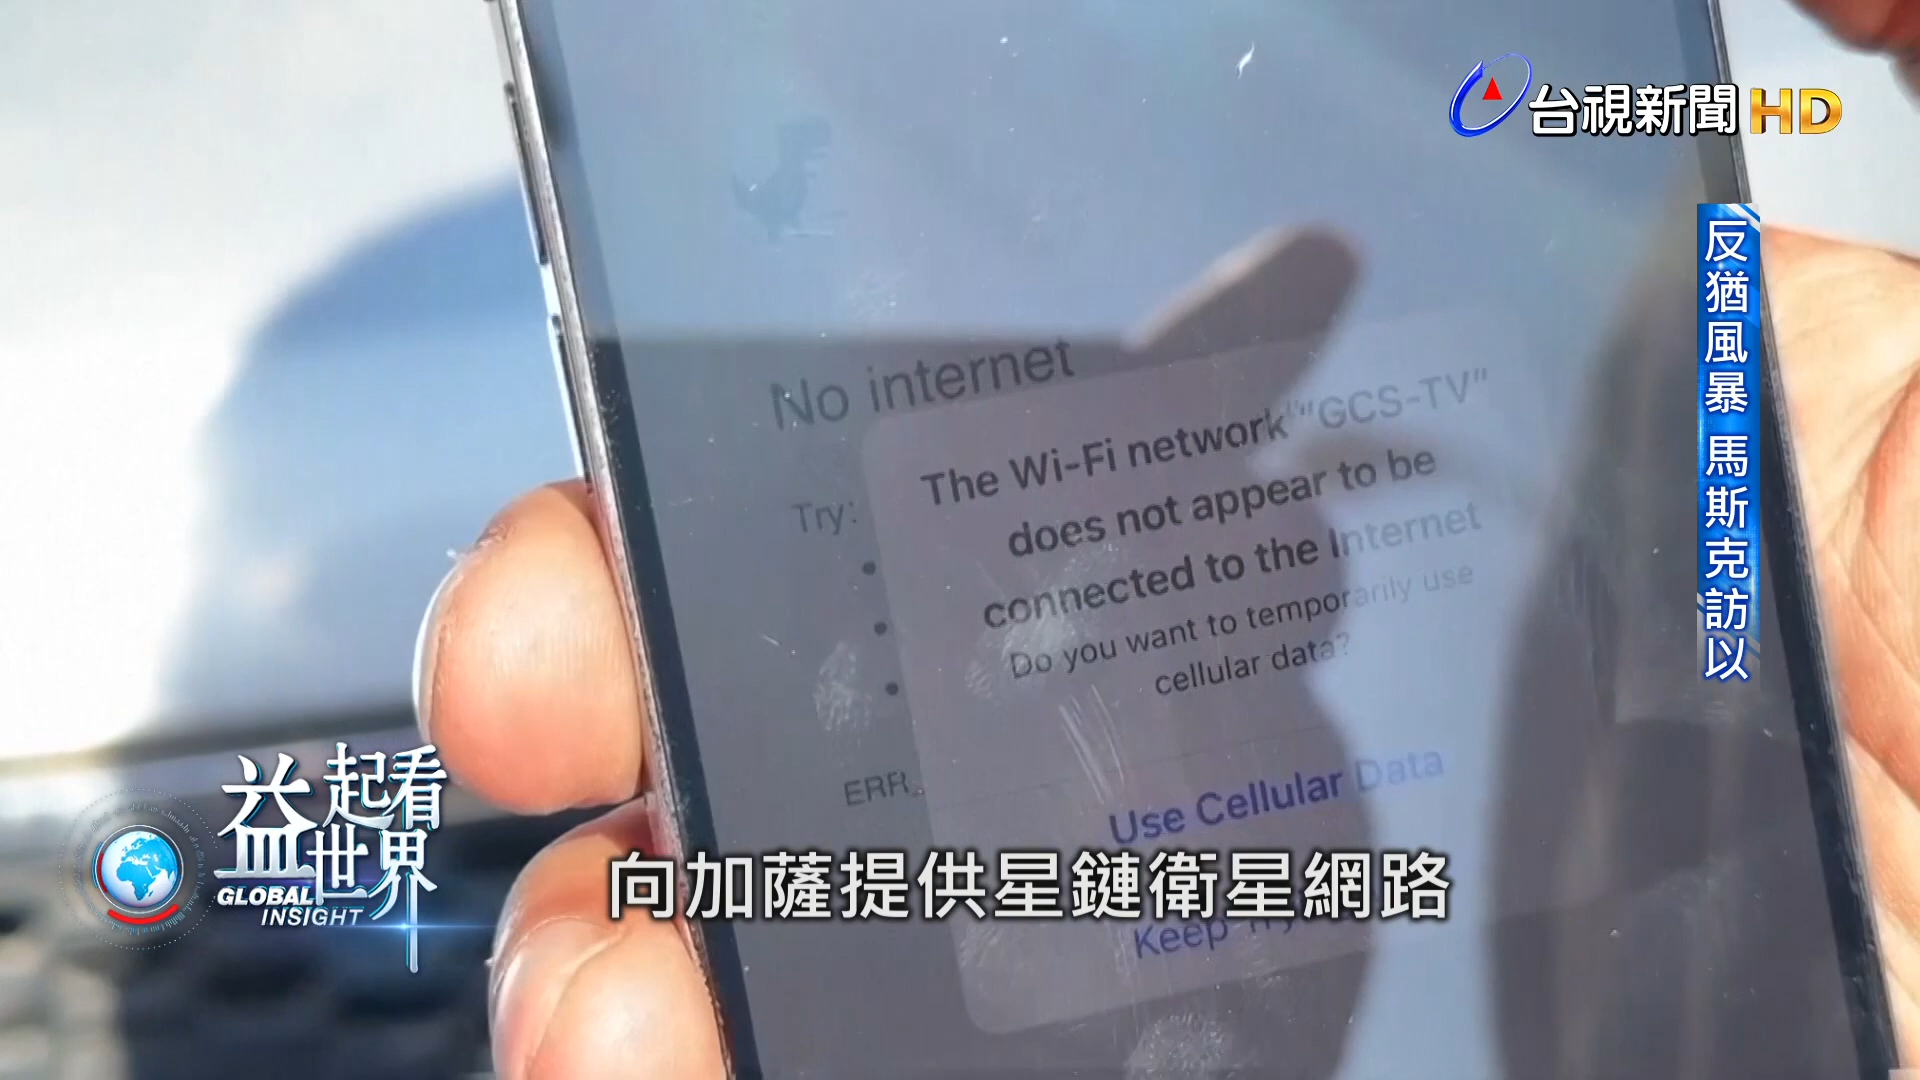 台視新聞HD
反猶風暴 馬斯克訪以
No internet
Try:
The Wi-Fi network "GCS-TV"
does not appear to be
connected to the Internet
Do you want to temporarily use
cellular data?
ERR_
Use Cellular Data
Keep
益起看世界
GLOBAL
INSIGHT
向加薩提供星鏈衛星網路